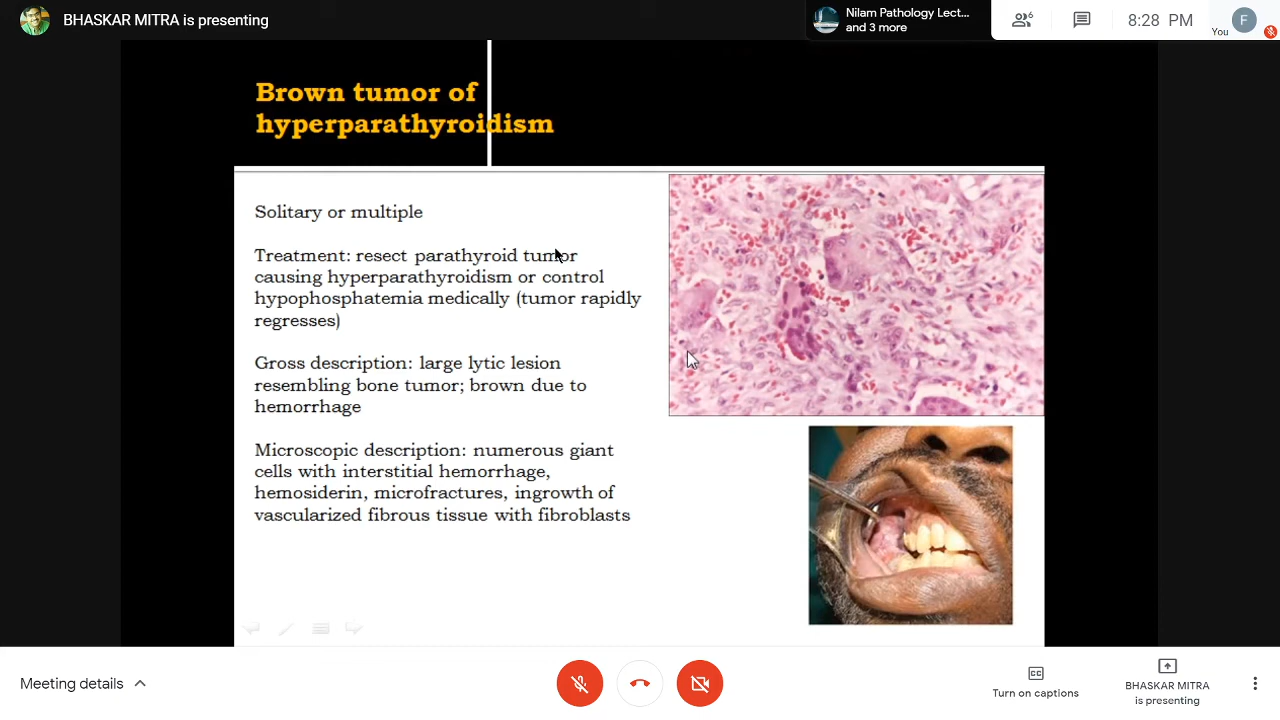 BHASKAR MITRA is presenting
Nilam Pathology Lect...
and 3 more
6
8:28 PM
You
F
Brown tumor of
hyperparathyroidism
Solitary or multiple
Treatment: resect parathyroid tumor
causing hyperparathyroidism or control
hypophosphatemia medically (tumor rapidly
regresses)
Gross description: large lytic lesion
resembling bone tumor; brown due to
hemorrhage
Microscopic description: numerous giant
cells with interstitial hemorrhage,
hemosiderin, microfractures, ingrowth of
vascularized fibrous tissue with fibroblasts
Meeting details
CC
Turn on captions
BHASKAR MITRA
is presenting